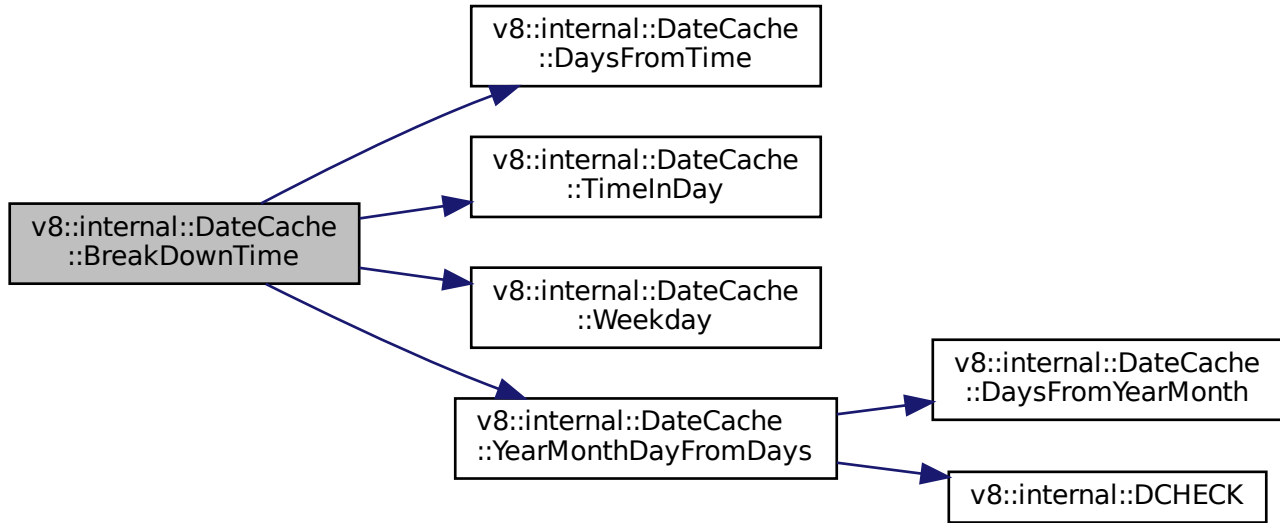 v8::internal::DateCache
::BreakDownTime
v8::internal::DateCache
::DaysFromTime
v8::internal::DateCache
::TimeInDay
v8::internal::DateCache
::Weekday
v8::internal::DateCache
::YearMonthDayFromDays
v8::internal::DateCache
::DaysFromYearMonth
v8::internal::DCHECK